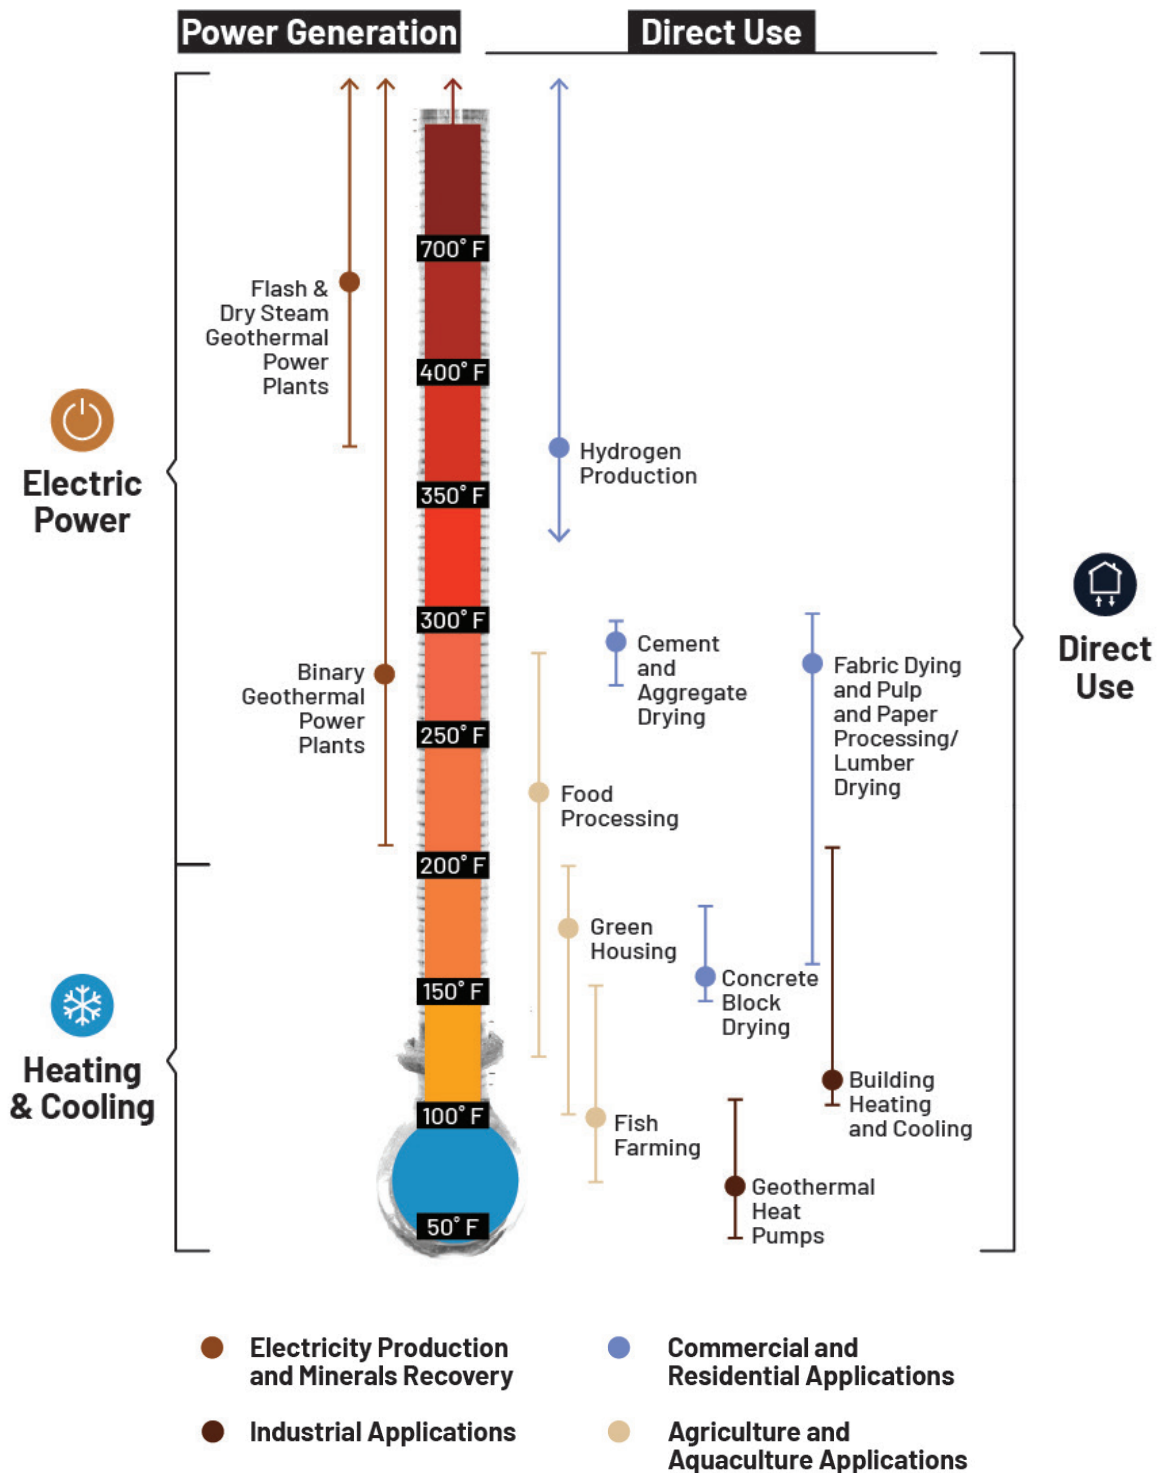 Power Generation
Direct Use
700° F
Flash &
Dry Steam
Geothermal
Power
Plants
400° F
Electric
Power
Hydrogen
Production
350° F
300° F
Cement
and
Aggregate
Drying
Fabric Dying
and Pulp
and Paper
Processing/
Lumber
Drying
Direct
Use
Binary
Geothermal
Power
Plants
250° F
Food
Processing
200° F
Green
Housing
150° F
Concrete
Block
Drying
Heating
& Cooling
Building
Heating
and Cooling
100° F
Fish
Farming
Geothermal
Heat
Pumps
50° F
Electricity Production
and Minerals Recovery
Commercial and
Residential Applications
Industrial Applications
Agriculture and
Aquaculture Applications